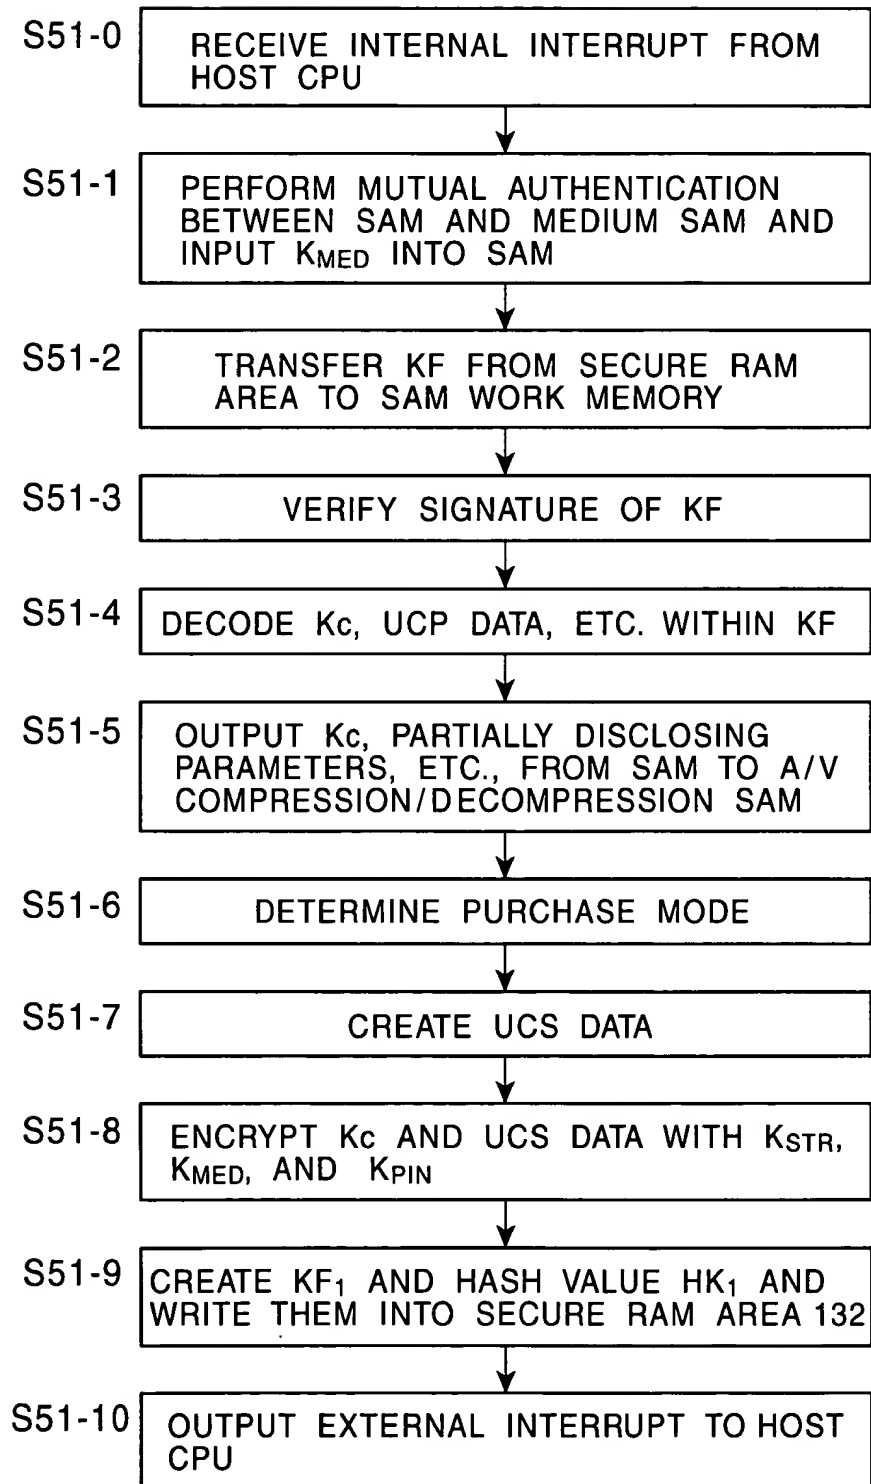 S51-0
RECEIVE INTERNAL INTERRUPT FROM
HOST CPU
S51-1
PERFORM MUTUAL AUTHENTICATION
BETWEEN SAM AND MEDIUM SAM AND
INPUT KMED INTO SAM
S51-2
TRANSFER KF FROM SECURE RAM
AREA TO SAM WORK MEMORY
S51-3
VERIFY SIGNATURE OF KF
S51-4
DECODE Kc, UCP DATA, ETC. WITHIN KF
S51-5
OUTPUT Kc, PARTIALLY DISCLOSING
PARAMETERS, ETC., FROM SAM TO A/V
COMPRESSION/DECOMPRESSION SAM
S51-6
DETERMINE PURCHASE MODE
S51-7
CREATE UCS DATA
S51-8
ENCRYPT Kc AND UCS DATA WITH KSTR,
KMED, AND KPIN
S51-9
CREATE KF1 AND HASH VALUE HK1 AND
WRITE THEM INTO SECURE RAM AREA 132
S51-10
OUTPUT EXTERNAL INTERRUPT TO HOST
CPU